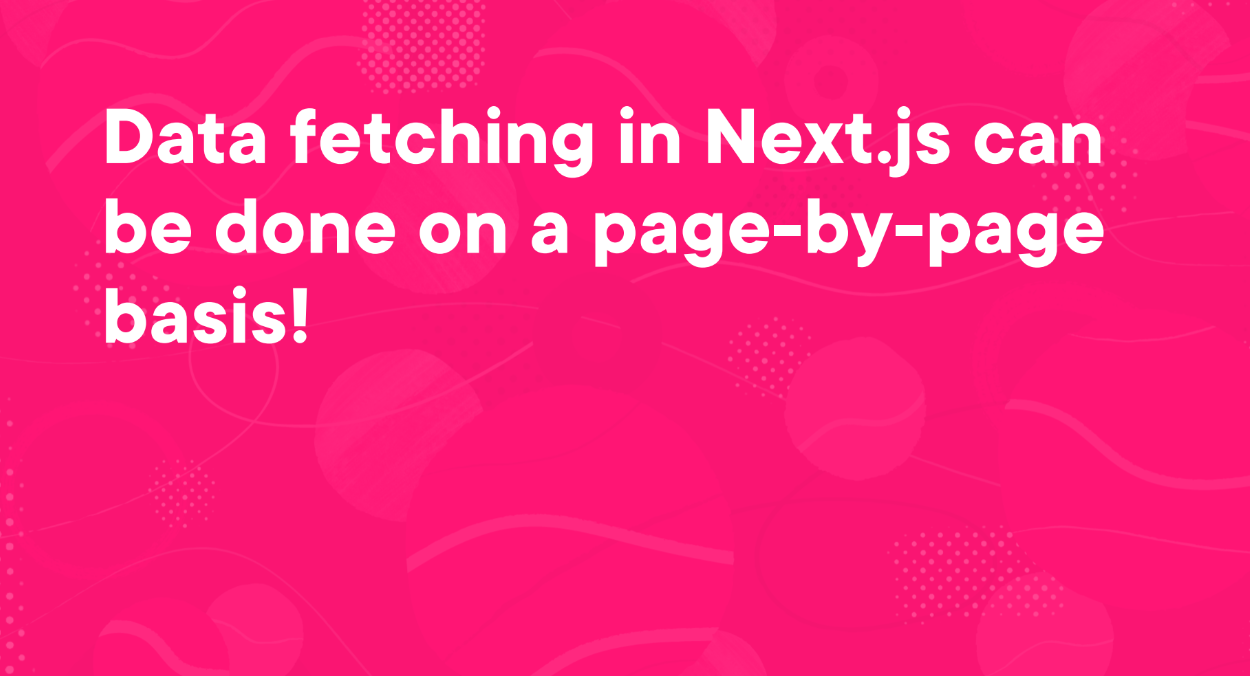 Data fetching in Next.js can
be done on a page-by-page
basis!